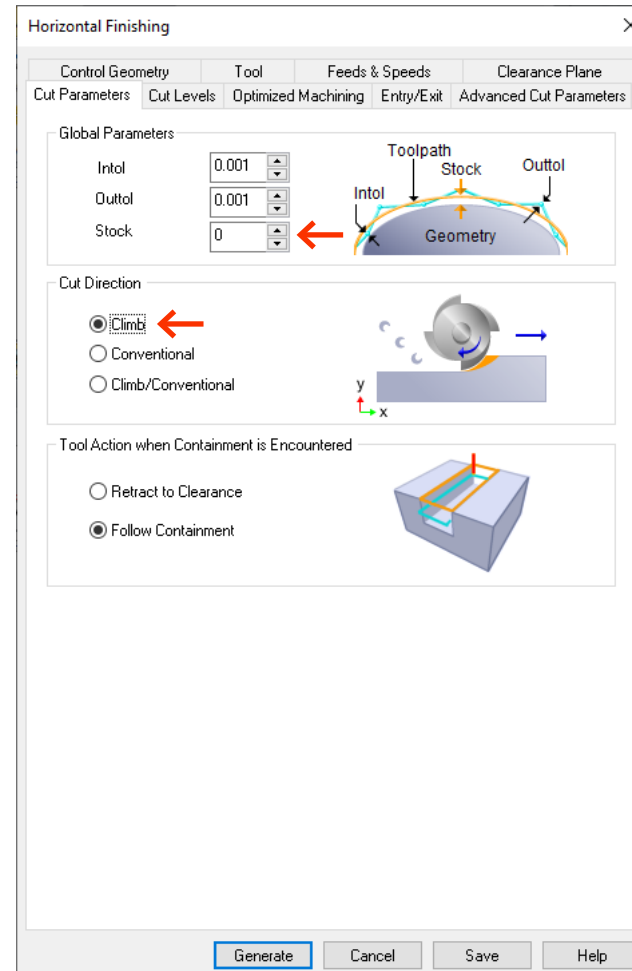 Horizontal Finishing
Control Geometry Tool Feeds & Speeds Clearance Plane
Cut Parameters Cut Levels Optimized Machining Entry/Exit Advanced Cut Parameters
Global Parameters
Intol 0.001
Outtol 0.001
Stock 0
Toolpath
Stock
Outtol
Intol
Geometry
Cut Direction
Climb
Conventional
Climb/Conventional
y
x
Tool Action when Containment is Encountered
Retract to Clearance
Follow Containment
Generate Cancel Save Help